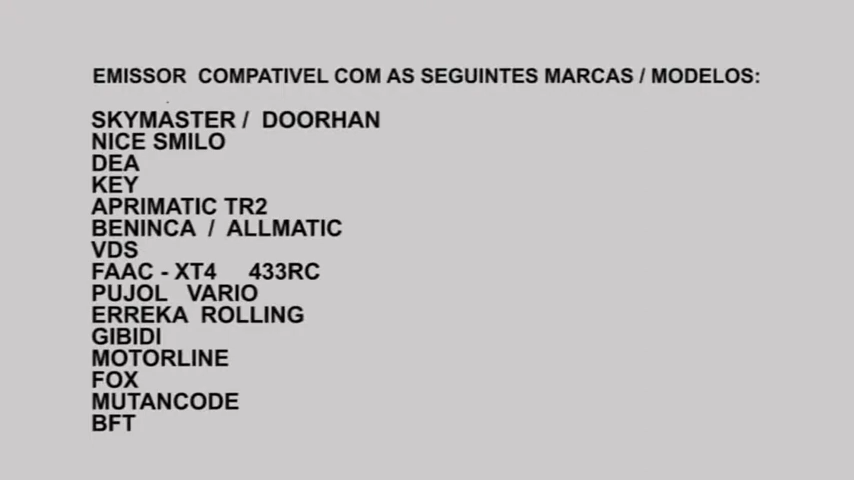 EMISSOR COMPATIVEL COM AS SEGUINTES MARCAS / MODELOS:
SKYMASTER / DOORHAN
NICE SMILO
DEA
KEY
APRIMATIC TR2
BENINCA / ALLMATIC
VDS
FAAC - XT4 433RC
PUJOL VARIO
ERREKA ROLLING
GIBIDI
MOTORLINE
FOX
MUTANCODE
BFT